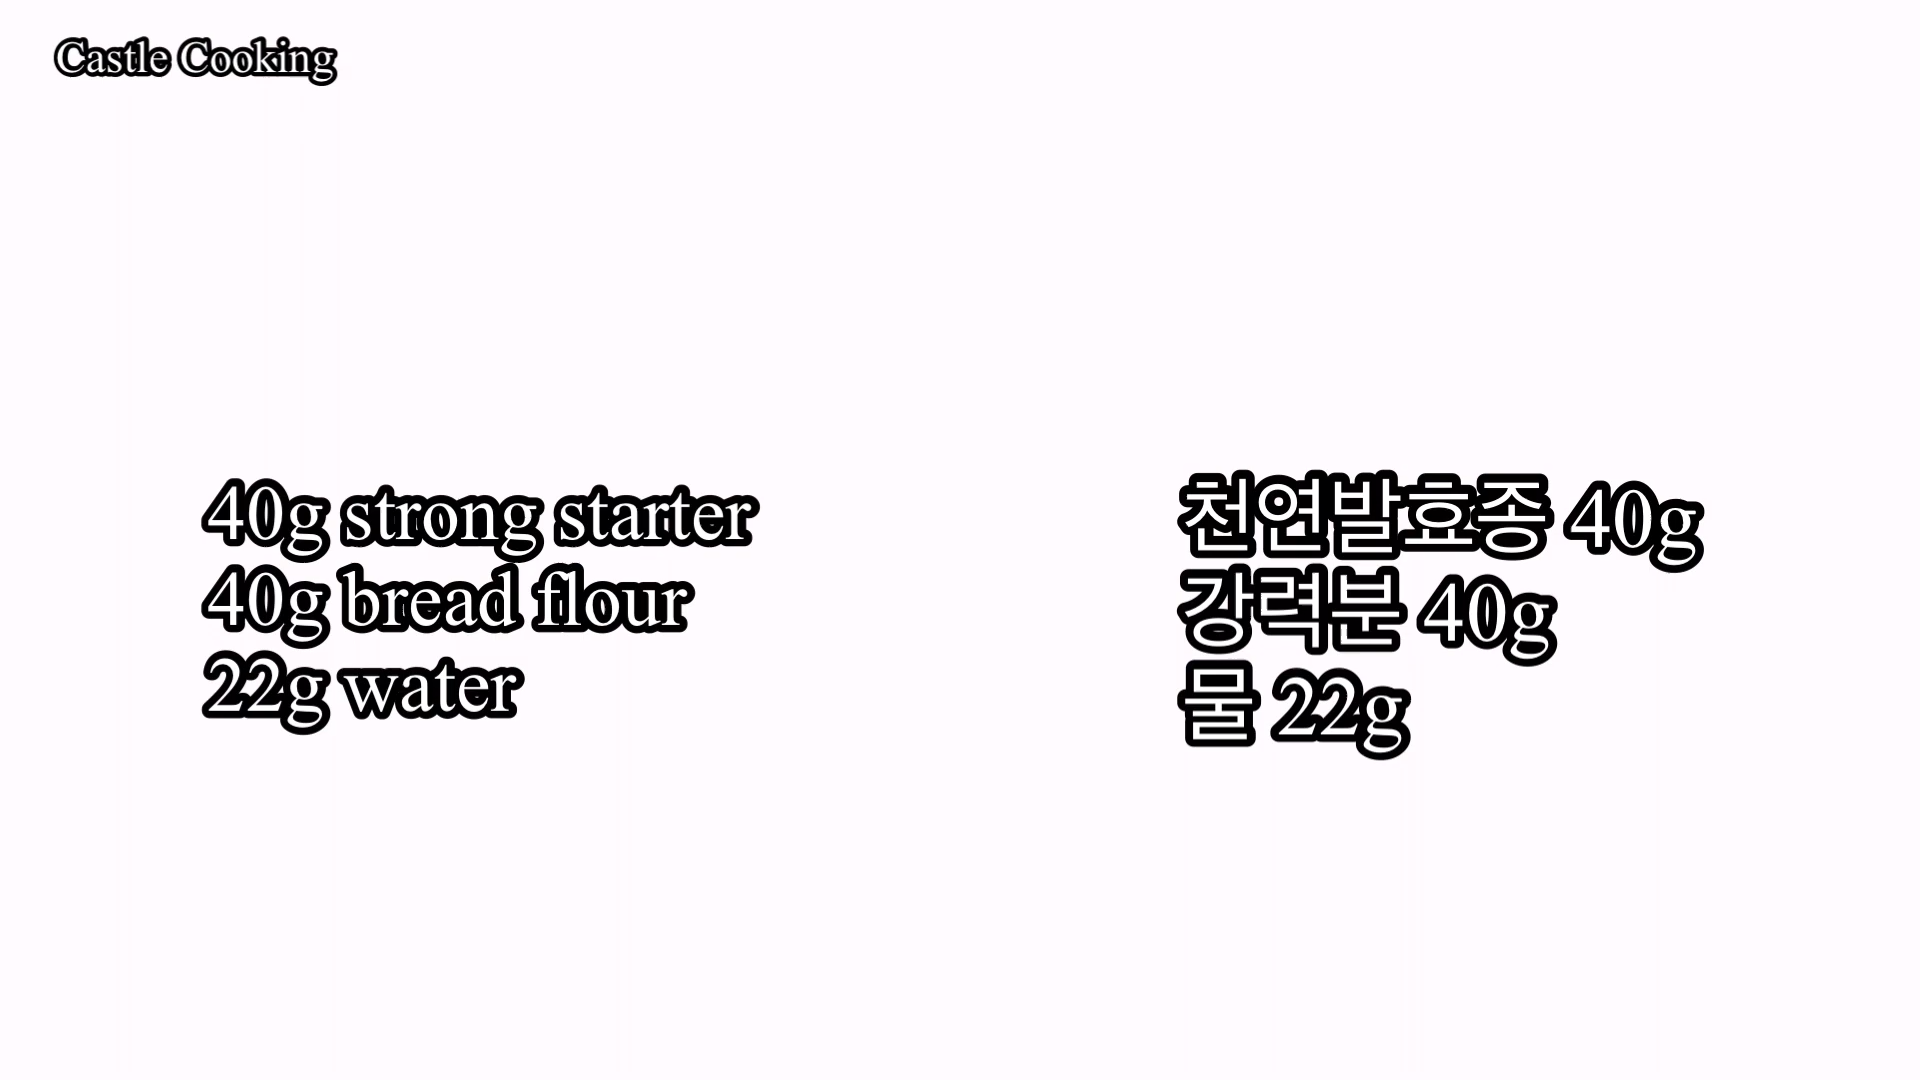 Castle Cooking
40g strong starter
40g bread flour
22g water
천연발효종 40g
강력분 40g
물 22g